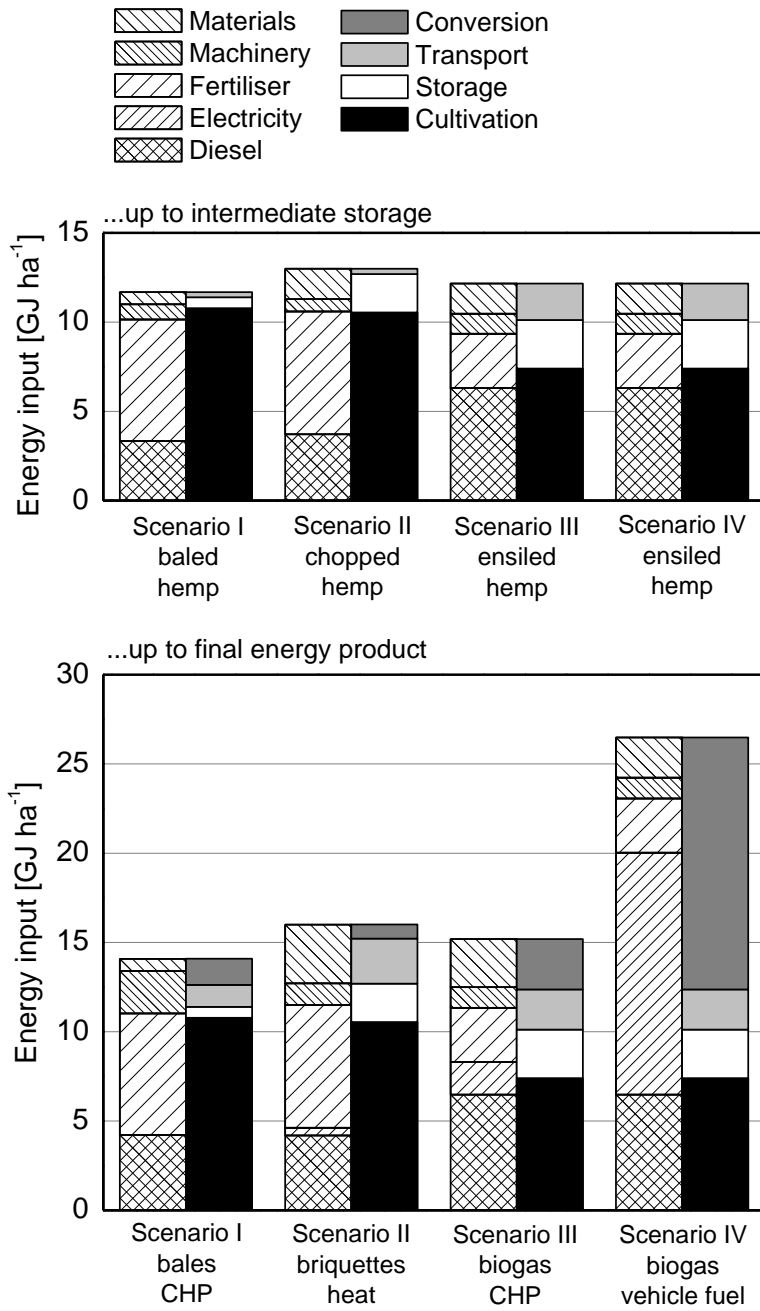 Materials
Machinery
Fertiliser
Electricity
Diesel
Conversion
Transport
Storage
Cultivation
...up to intermediate storage
Energy input [GJ ha⁻¹]
15
10
5
0
Scenario I
baled
hemp
Scenario II
chopped
hemp
Scenario III
ensiled
hemp
Scenario IV
ensiled
hemp
...up to final energy product
Energy input [GJ ha⁻¹]
30
25
20
15
10
5
0
Scenario I
bales
CHP
Scenario II
briquettes
heat
Scenario III
biogas
CHP
Scenario IV
biogas
vehicle fuel